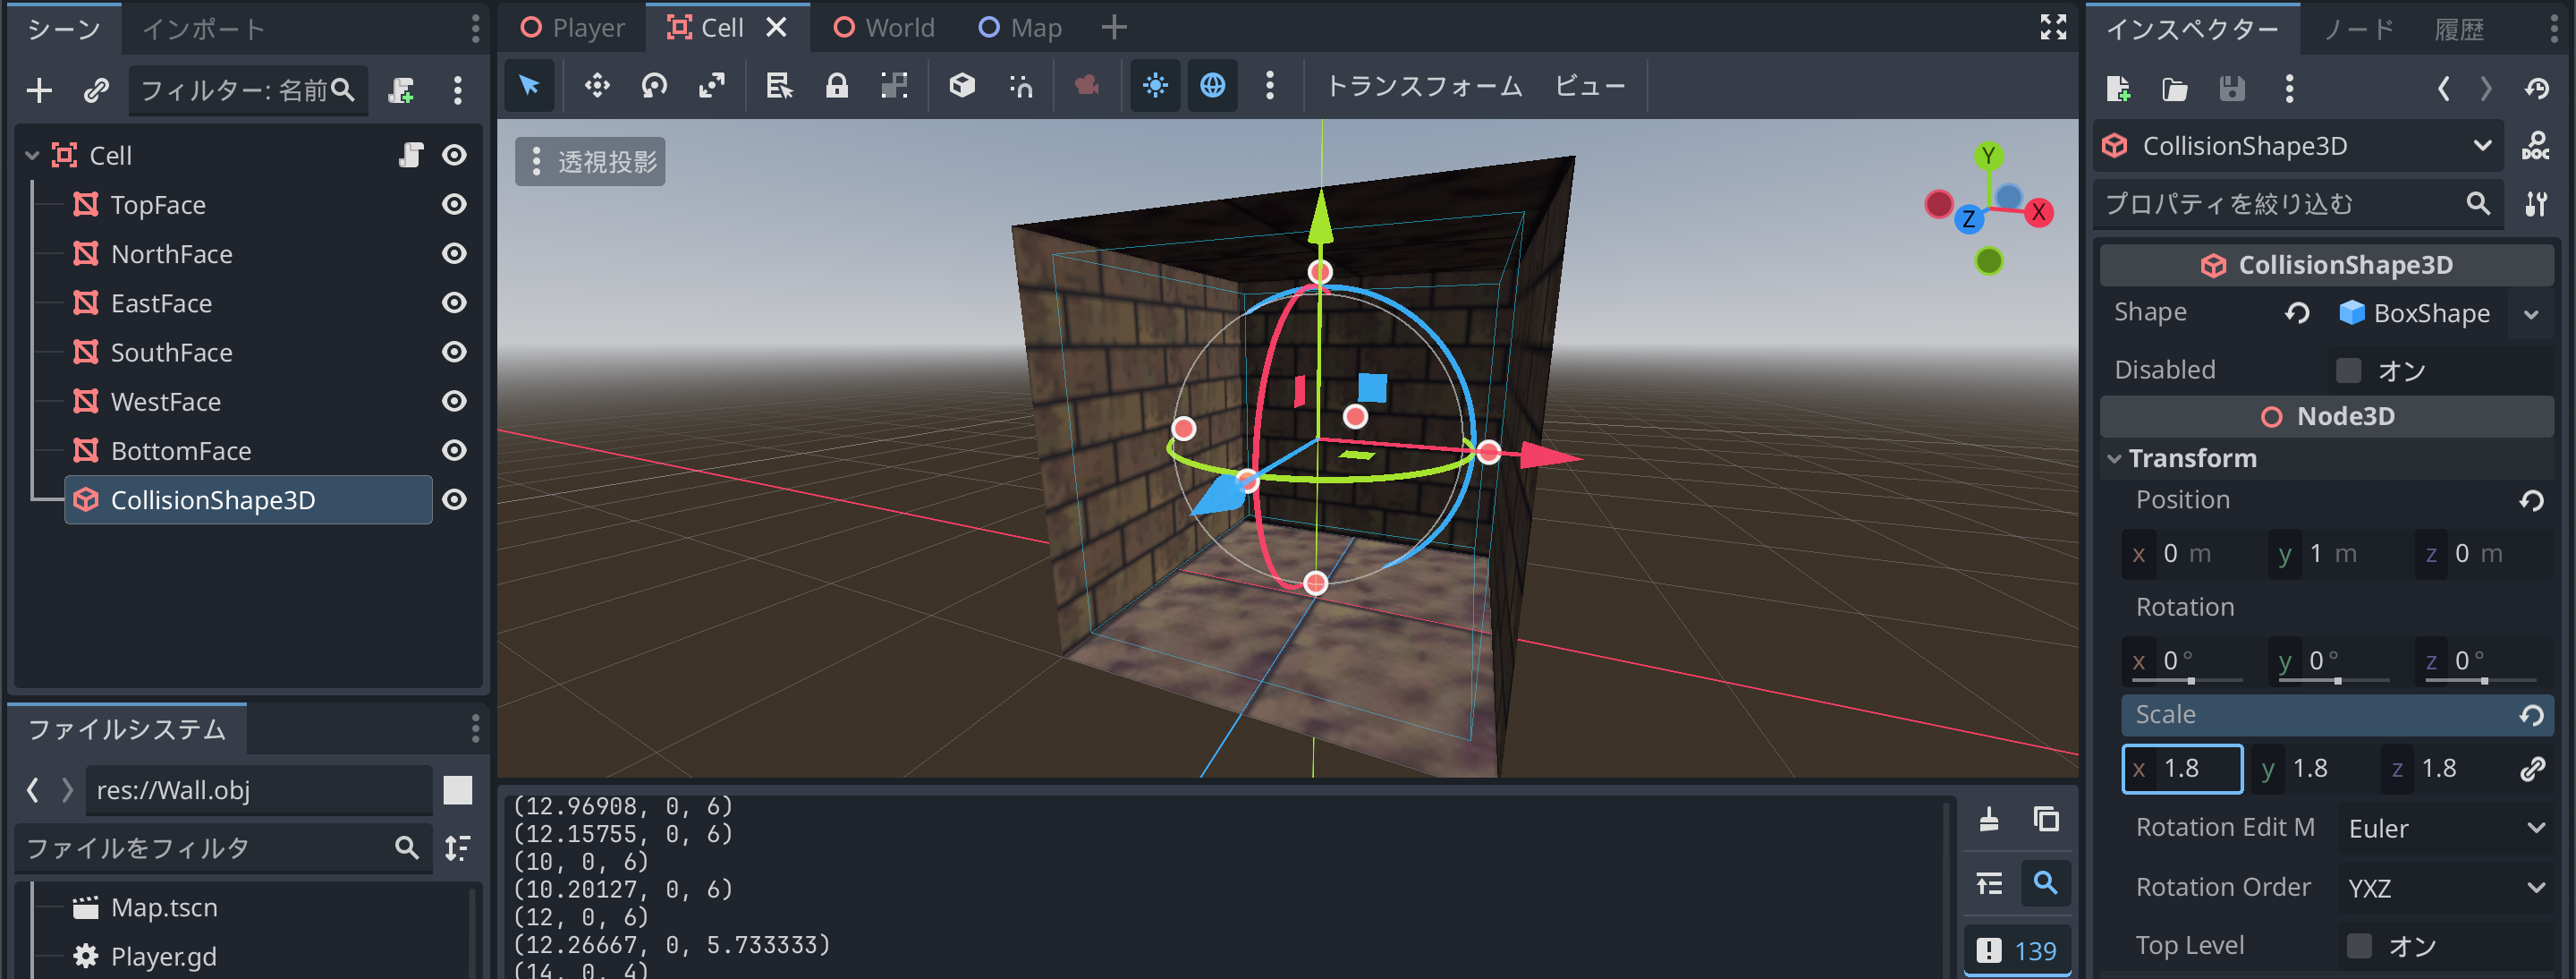 シーン
インポート
フィルター: 名前
Cell
TopFace
NorthFace
EastFace
SouthFace
WestFace
BottomFace
CollisionShape3D
ファイルシステム
res://Wall.obj
ファイルをフィルタ
Map.tscn
Player.gd
Player
Cell
World
Map
トランスフォーム
ビュー
透視投影
Y
X
Z
(12.96908, 0, 6)
(12.15755, 0, 6)
(10, 0, 6)
(10.20127, 0, 6)
(12, 0, 6)
(12.26667, 0, 5.733333)
(14, 0, 4)
139
インスペクター
ノード
履歴
CollisionShape3D
DOC
プロパティを絞り込む
CollisionShape3D
Shape
BoxShape
Disabled
オン
Node3D
Transform
Position
x 0 m y 1 m z 0 m
Rotation
x 0 ° y 0 ° z 0 °
Scale
x 1.8 y 1.8 z 1.8
Rotation Edit M
Euler
Rotation Order
YXZ
Top Level
オン